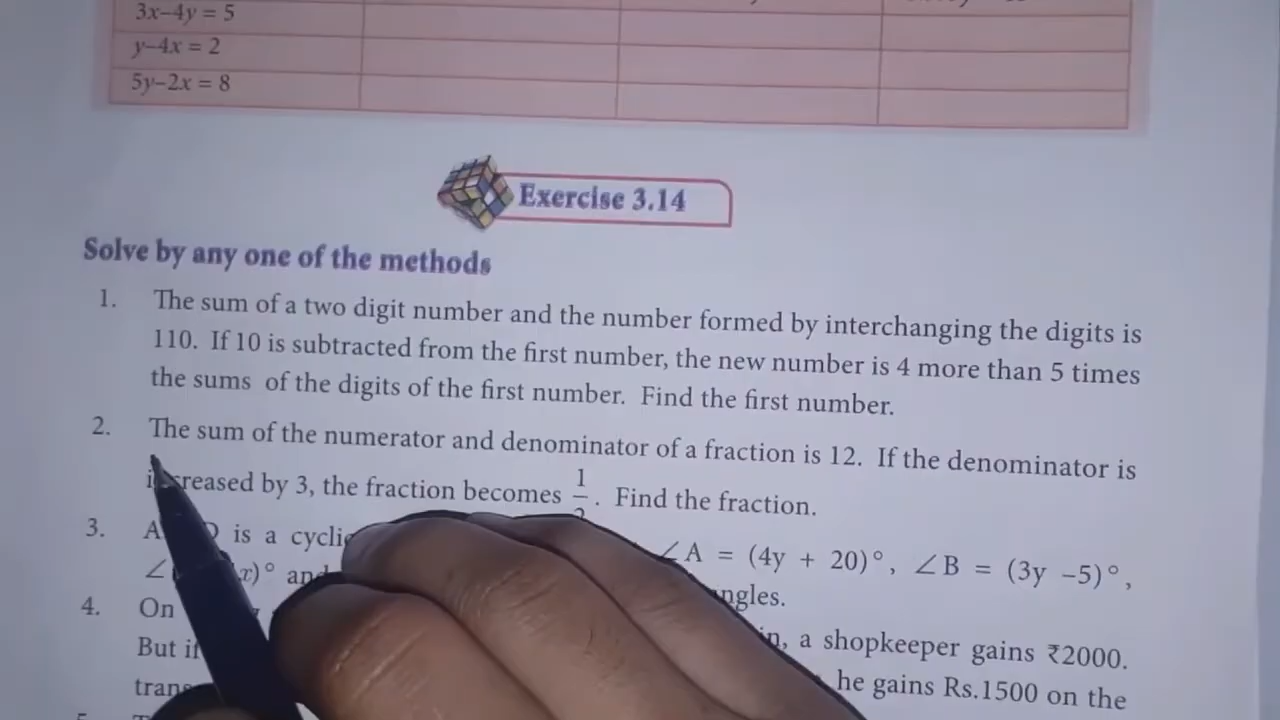 3x–4y = 5
y–4x = 2
5y–2x = 8
Exercise 3.14
Solve by any one of the methods
1. The sum of a two digit number and the number formed by interchanging the digits is
110. If 10 is subtracted from the first number, the new number is 4 more than 5 times
the sums of the digits of the first number. Find the first number.
2. The sum of the numerator and denominator of a fraction is 12. If the denominator is
by 3, the fraction becomes 1/2. Find the fraction.
3. is a ∠A = (4y + 20)°, ∠B = (3y –5)°,
∠ x)°
4. On a shopkeeper gains ₹2000.
But if he gains Rs.1500 on the